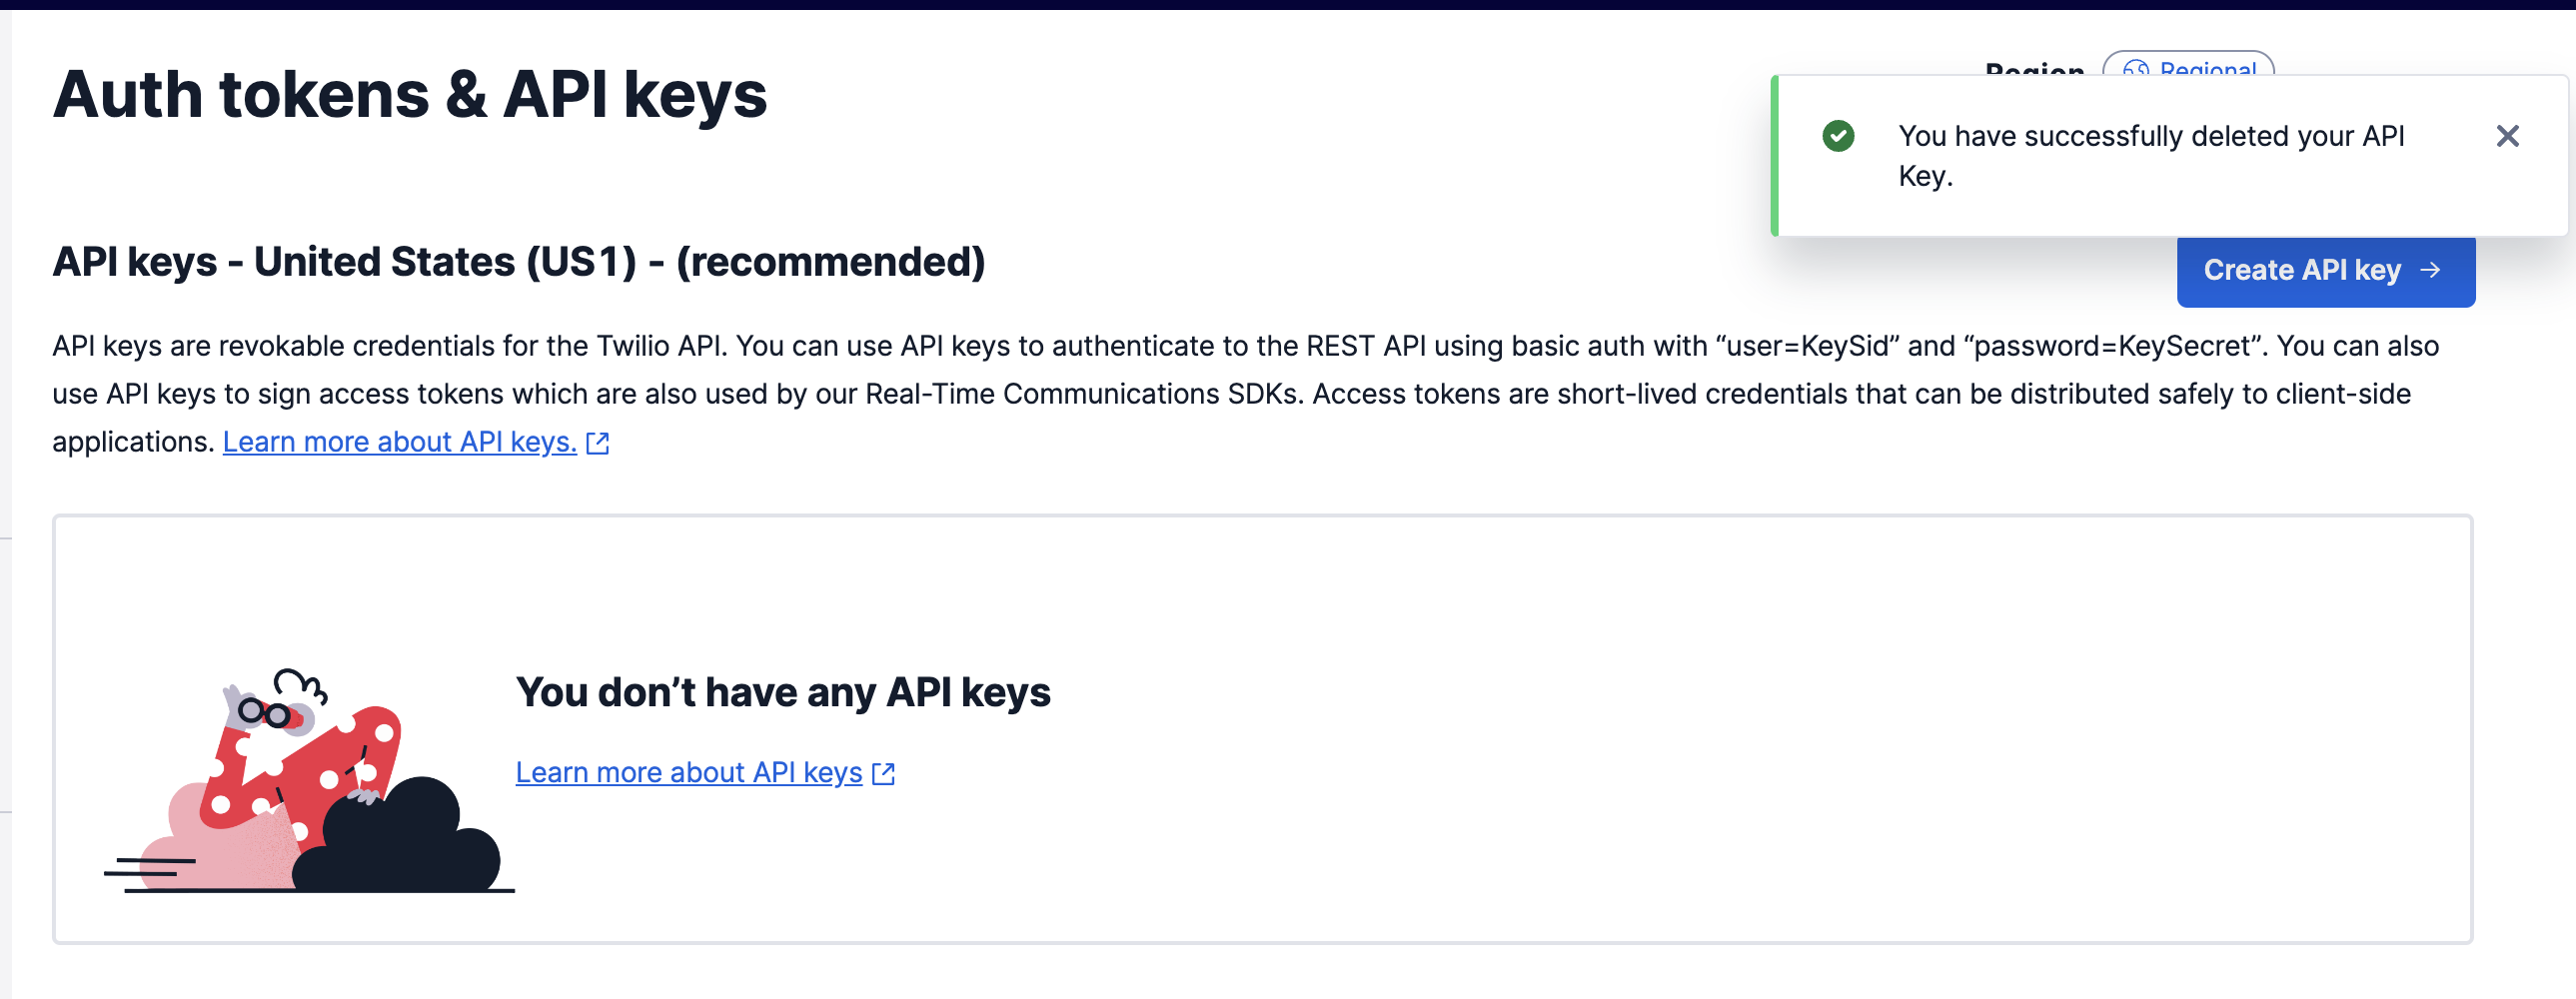 Auth tokens & API keys
Region
Regional
You have successfully deleted your API
Key.
API keys - United States (US1) - (recommended)
Create API key
API keys are revokable credentials for the Twilio API. You can use API keys to authenticate to the REST API using basic auth with “user=KeySid” and “password=KeySecret”. You can also
use API keys to sign access tokens which are also used by our Real-Time Communications SDKs. Access tokens are short-lived credentials that can be distributed safely to client-side
applications. Learn more about API keys.
You don’t have any API keys
Learn more about API keys